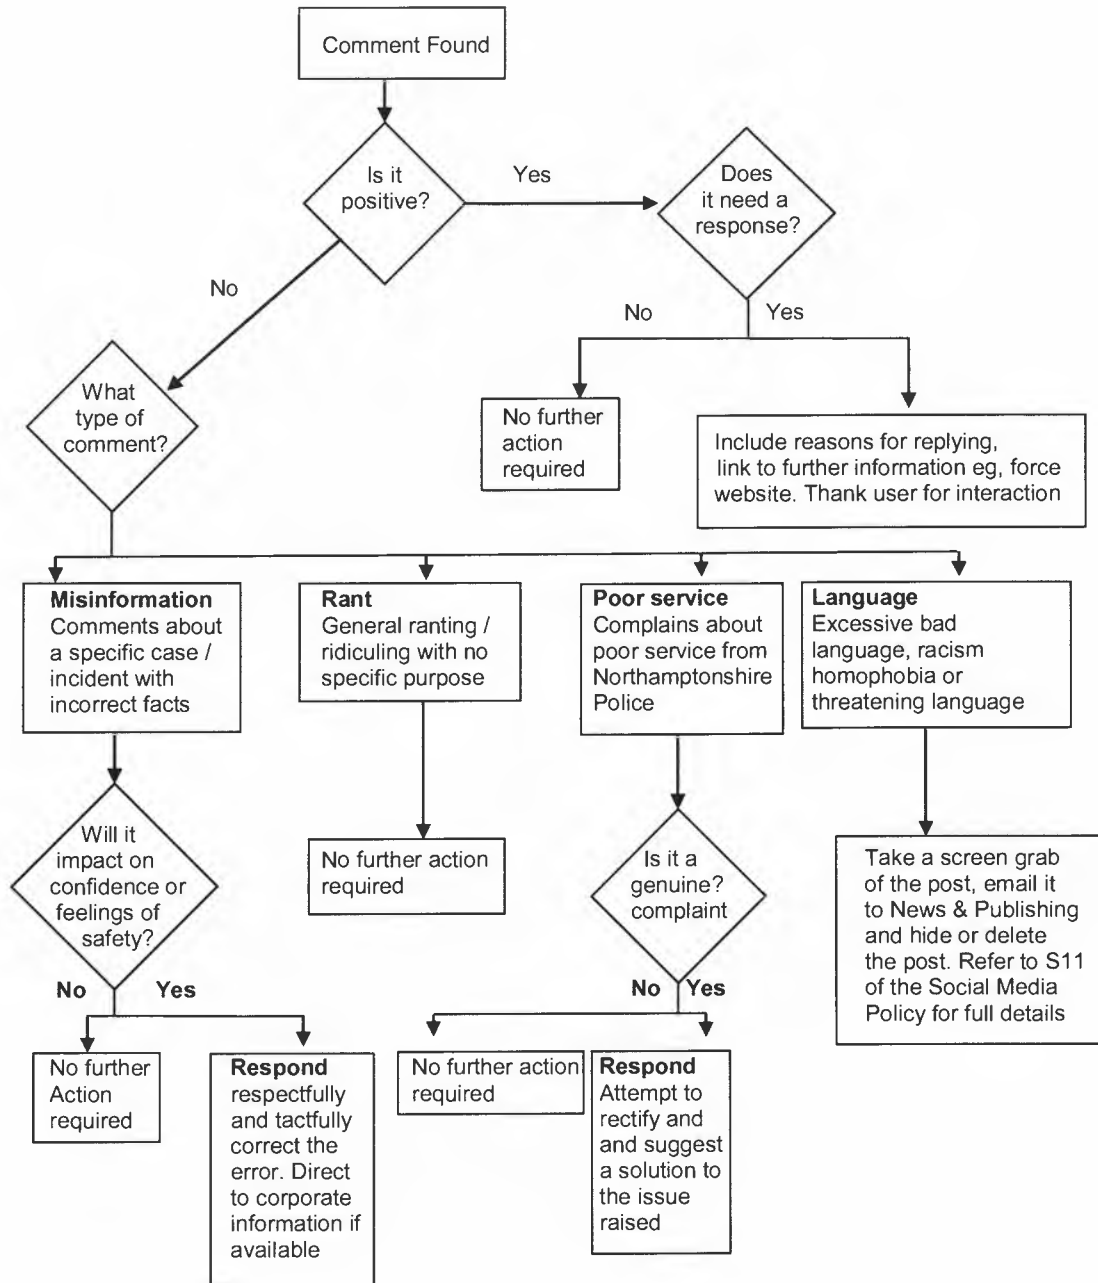 Comment Found
Is it
positive?
Yes
Does
it need a
response?
No
No
Yes
What
type of
comment?
No further
action
required
Include reasons for replying,
link to further information eg, force
website. Thank user for interaction
Misinformation
Comments about
a specific case /
incident with
incorrect facts
Rant
General ranting /
ridiculing with no
specific purpose
Poor service
Complains about
poor service from
Northamptonshire
Police
Language
Excessive bad
language, racism
homophobia or
threatening language
Will it
impact on
confidence or
feelings of
safety?
No further action
required
Is it a
genuine?
complaint
Take a screen grab
of the post, email it
to News & Publishing
and hide or delete
the post. Refer to S11
of the Social Media
Policy for full details
No
Yes
No
Yes
No further
Action
required
Respond
respectfully
and tactfully
correct the
error. Direct
to corporate
information if
available
No further action
required
Respond
Attempt to
rectify and
and suggest
a solution to
the issue
raised